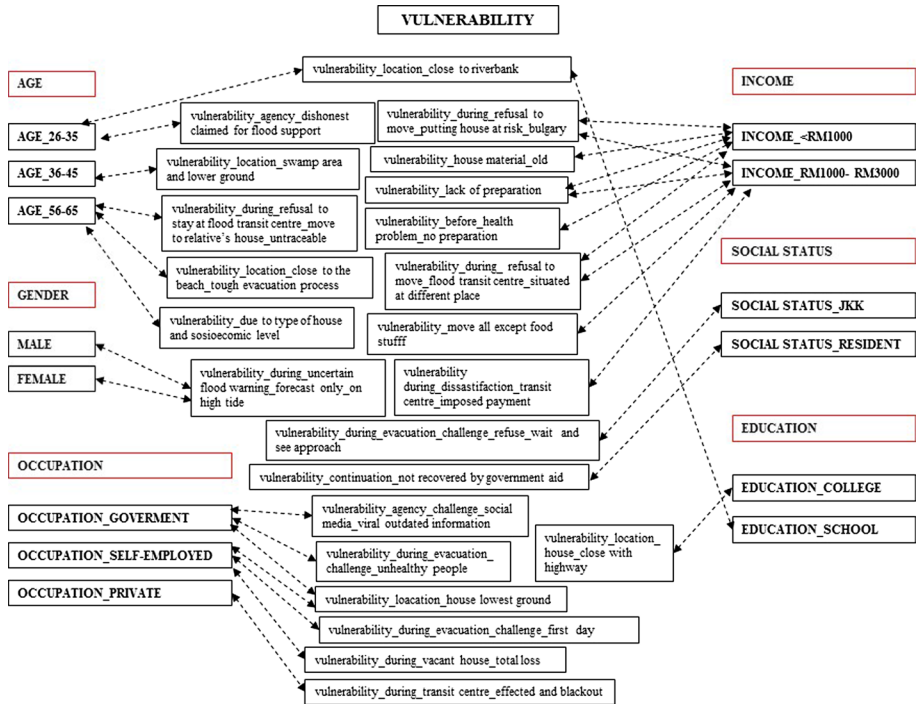 VULNERABILITY
AGE
AGE_26-35
AGE_36-45
AGE_56-65
GENDER
MALE
FEMALE
OCCUPATION
OCCUPATION_GOVERMENT
OCCUPATION_SELF-EMPLOYED
OCCUPATION_PRIVATE
vulnerability_location_close to riverbank
vulnerability_agency_dishonest
claimed for flood support
vulnerability_location_swamp area
and lower ground
vulnerability_during_refusal to
stay at flood transit centre_move
to relative's house_untraceable
vulnerability_location_close to the
beach_tough evacuation process
vulnerability_due to type of house
and sosioecomic level
vulnerability_during_uncertain
flood warning_forecast only_on
high tide
vulnerability_during_refusal to
move_putting house at risk_bulgary
vulnerability_house material_old
vulnerability_lack of preparation
vulnerability_before_health
problem_no preparation
vulnerability_during_ refusal to
move_flood transit centre_situated
at different place
vulnerability_move all except food
stufff
vulnerability
during_dissastifaction_transit
centre_imposed payment
vulnerability_during_evacuation_challenge_refuse_wait and
see approach
vulnerability_continuation_not recovered by government aid
vulnerability_agency_challenge_social
media_viral outdated information
vulnerability_during_evacuation_
challenge_unhealthy people
vulnerability_loacation_house lowest ground
vulnerability_during_evacuation_challenge_first day
vulnerability_during_vacant house_total loss
vulnerability_during_transit centre_effected and blackout
vulnerability_location_
house_close with
highway
INCOME
INCOME_<RM1000
INCOME_RM1000- RM3000
SOCIAL STATUS
SOCIAL STATUS_JKK
SOCIAL STATUS_RESIDENT
EDUCATION
EDUCATION_COLLEGE
EDUCATION_SCHOOL